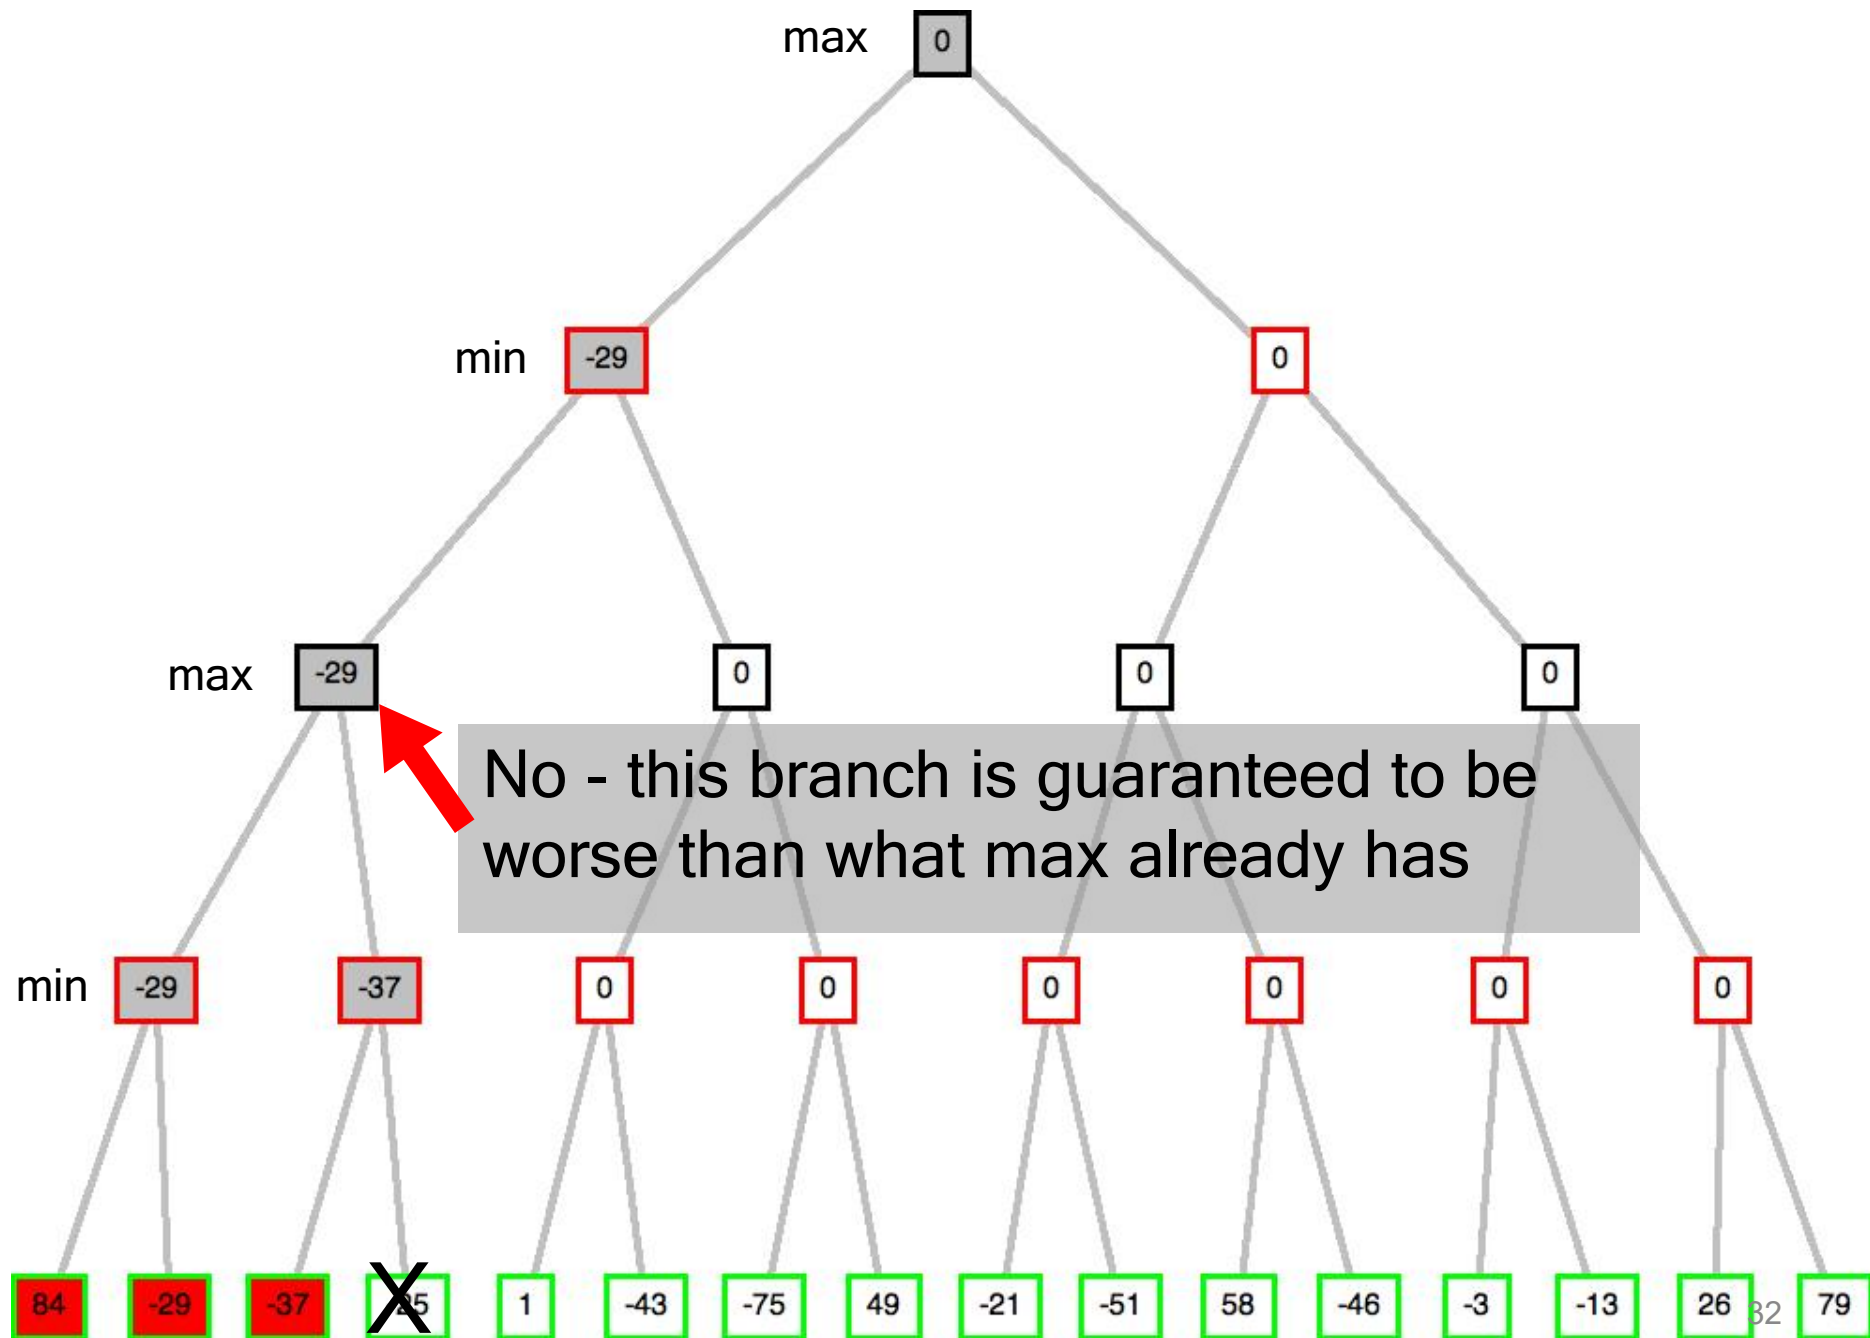 max 0
min -29 0
max -29 0 0 0
No - this branch is guaranteed to be
worse than what max already has
min -29 -37 0 0 0 0 0 0
84 -29 -37 X 1 -43 -75 49 -21 -51 58 -46 -3 -13 26 32 79